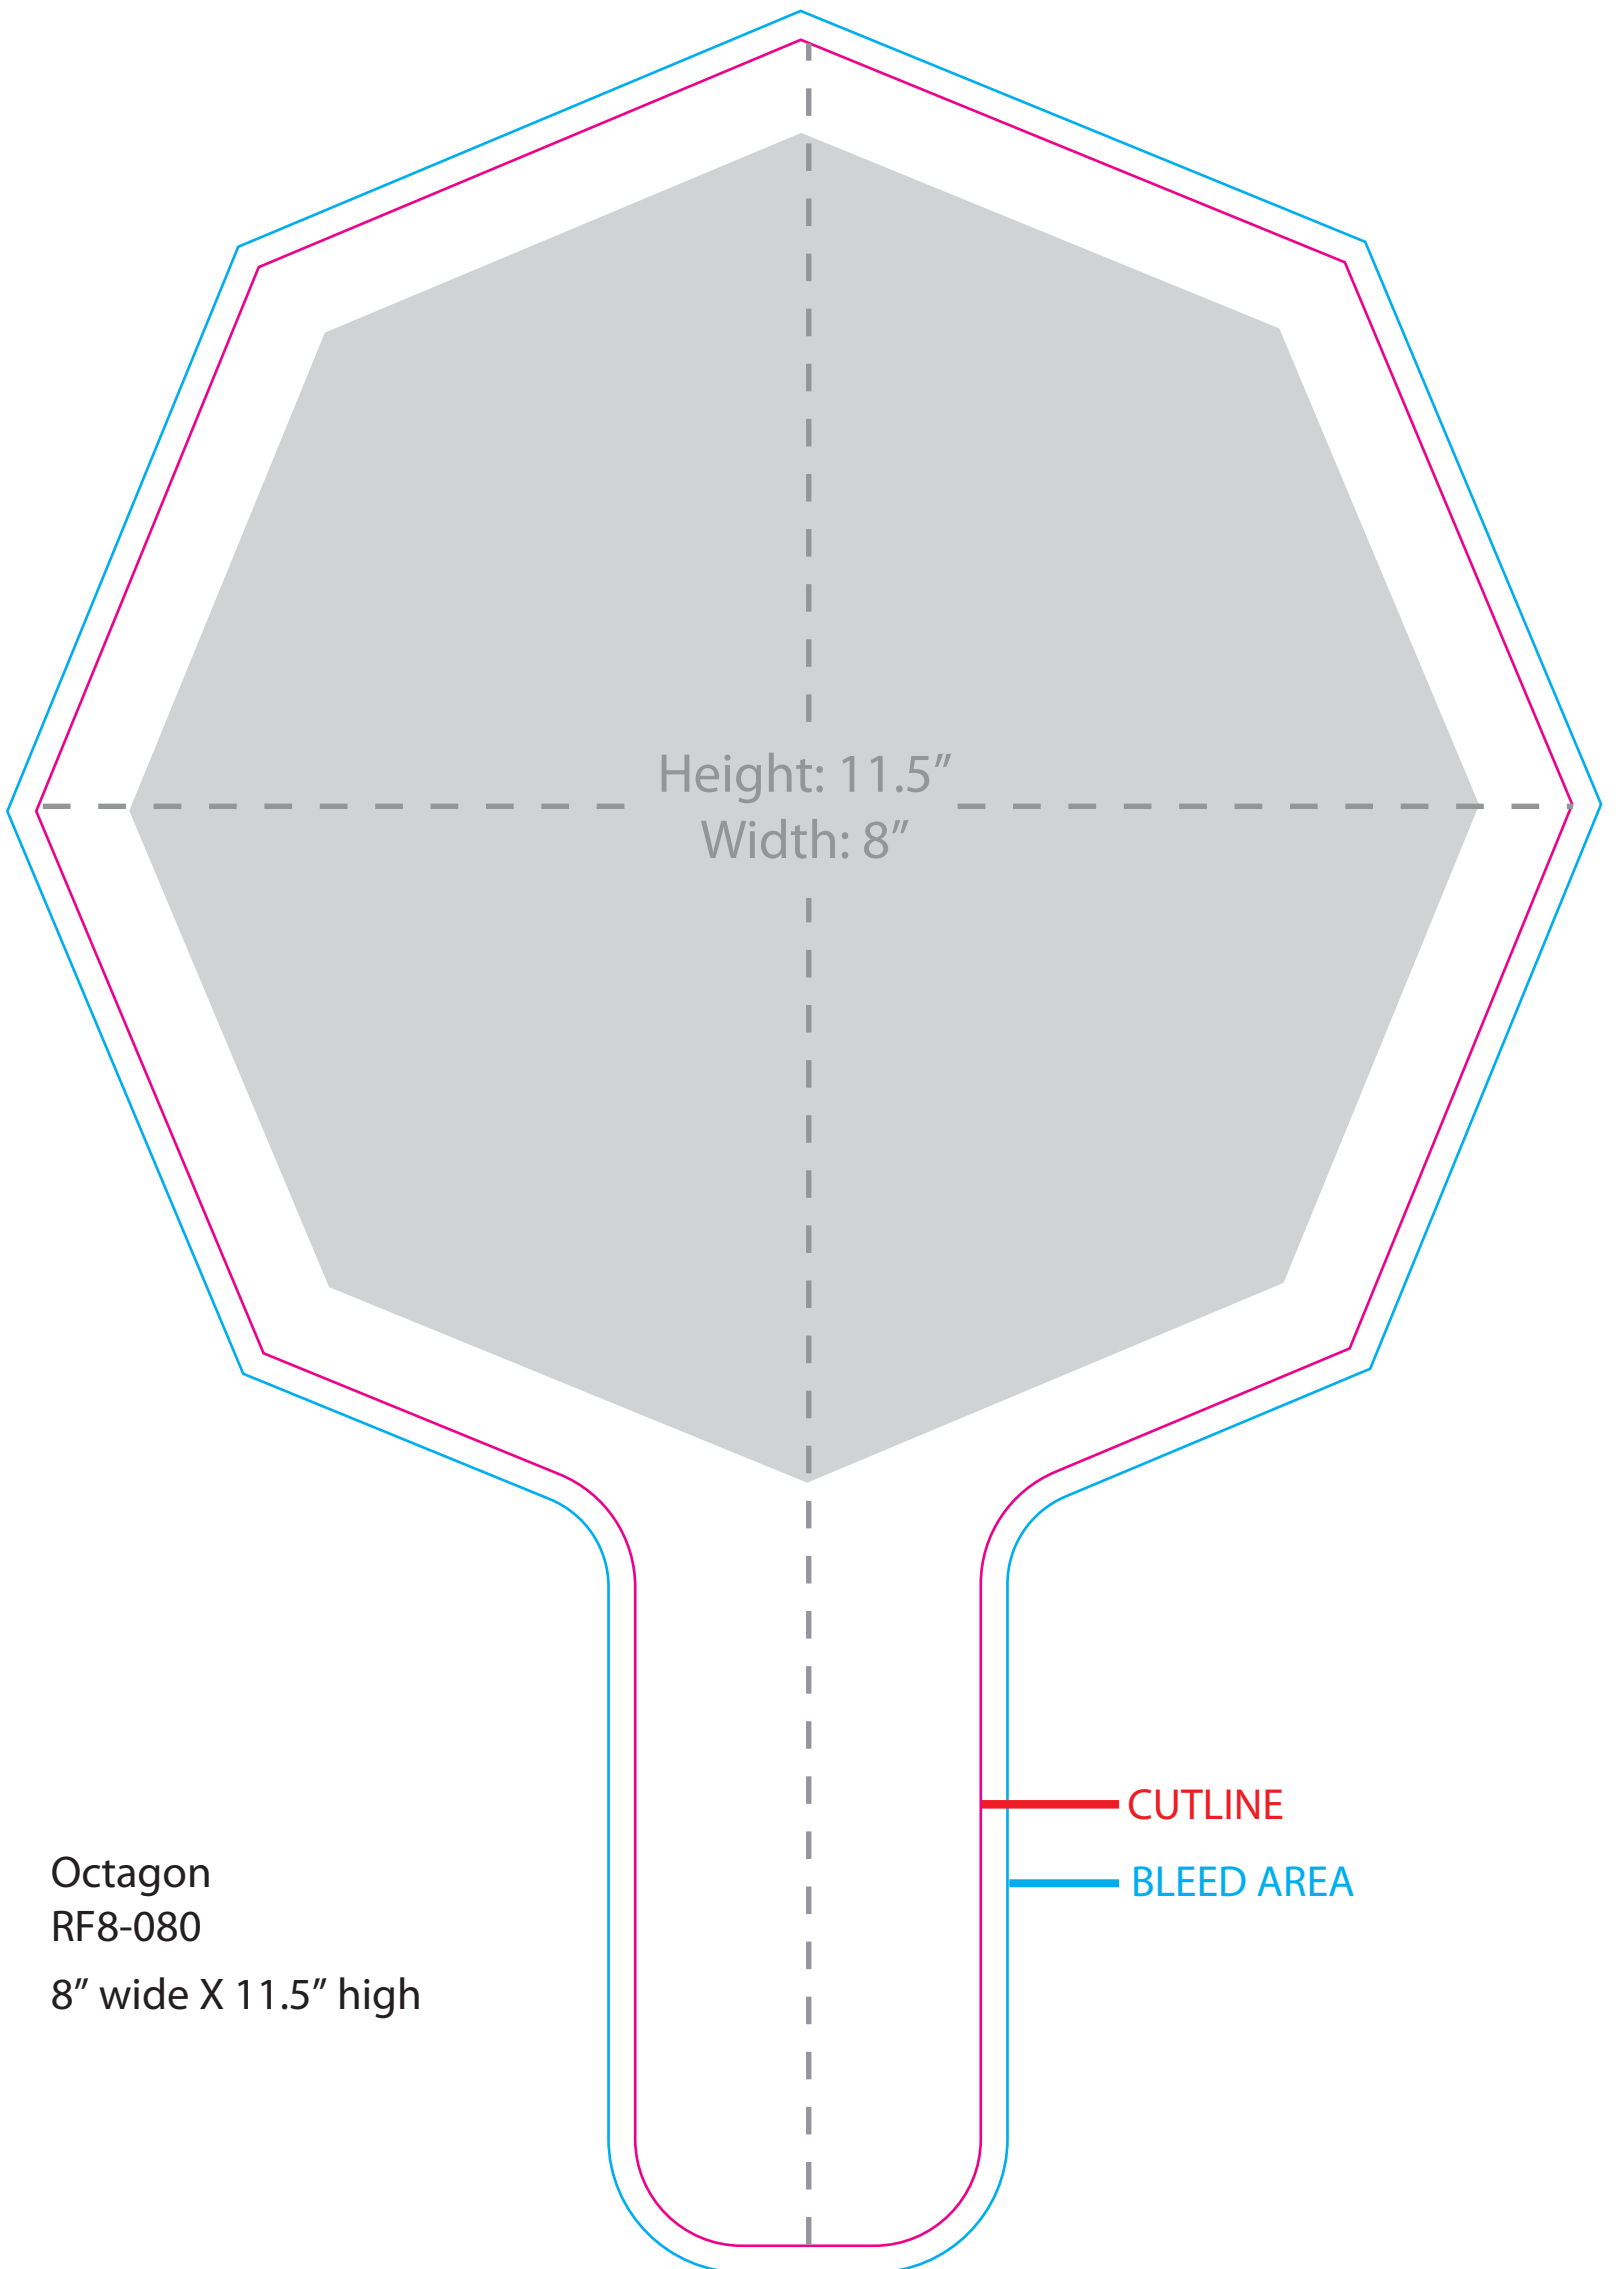 Height: 11.5”
Width: 8”
CUTLINE
BLEED AREA
Octagon
RF8-080
8” wide X 11.5” high